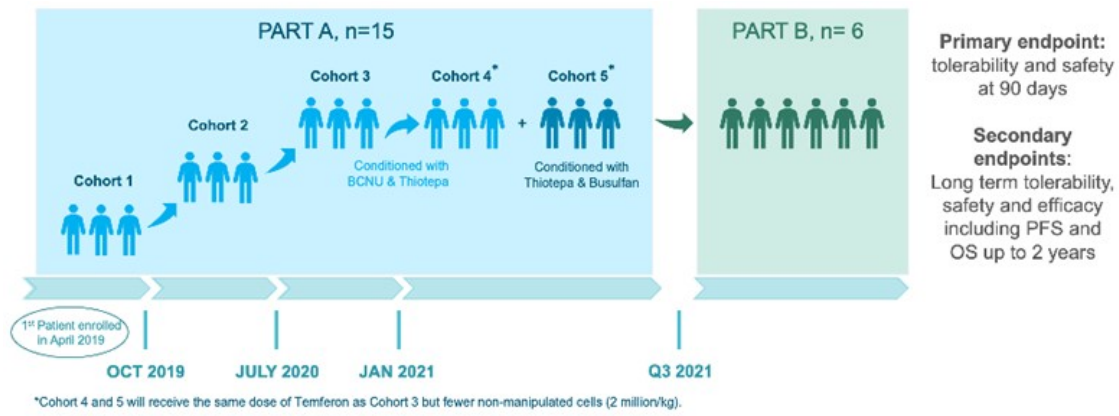 PART A, n=15
Cohort 1
Cohort 2
Cohort 3
Cohort 4*
Cohort 5*
+
Conditioned with
BCNU & Thiotepa
Conditioned with
Thiotepa & Busulfan
PART B, n= 6
Primary endpoint:
tolerability and safety
at 90 days
Secondary
endpoints:
Long term tolerability,
safety and efficacy
including PFS and
OS up to 2 years
1st Patient enrolled
in April 2019
OCT 2019
JULY 2020
JAN 2021
Q3 2021
*Cohort 4 and 5 will receive the same dose of Temferon as Cohort 3 but fewer non-manipulated cells (2 million/kg).